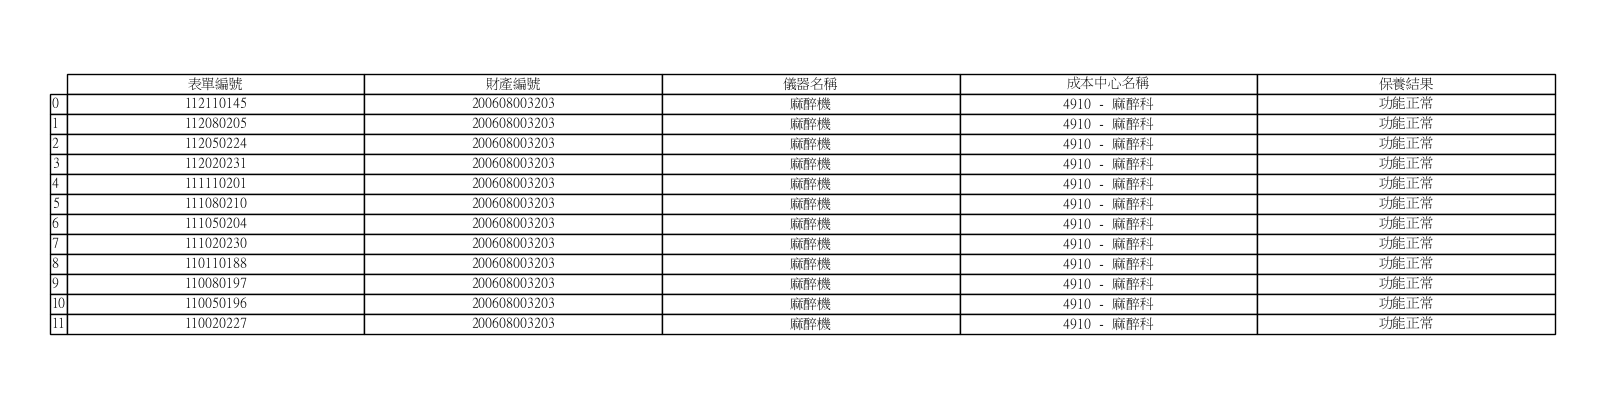 表單編號 財產編號 儀器名稱 成本中心名稱 保養結果
0 112110145 200608003203 麻醉機 4910 - 麻醉科 功能正常
1 112080205 200608003203 麻醉機 4910 - 麻醉科 功能正常
2 112050224 200608003203 麻醉機 4910 - 麻醉科 功能正常
3 112020231 200608003203 麻醉機 4910 - 麻醉科 功能正常
4 111110201 200608003203 麻醉機 4910 - 麻醉科 功能正常
5 111080210 200608003203 麻醉機 4910 - 麻醉科 功能正常
6 111050204 200608003203 麻醉機 4910 - 麻醉科 功能正常
7 111020230 200608003203 麻醉機 4910 - 麻醉科 功能正常
8 110110188 200608003203 麻醉機 4910 - 麻醉科 功能正常
9 110080197 200608003203 麻醉機 4910 - 麻醉科 功能正常
10 110050196 200608003203 麻醉機 4910 - 麻醉科 功能正常
11 110020227 200608003203 麻醉機 4910 - 麻醉科 功能正常